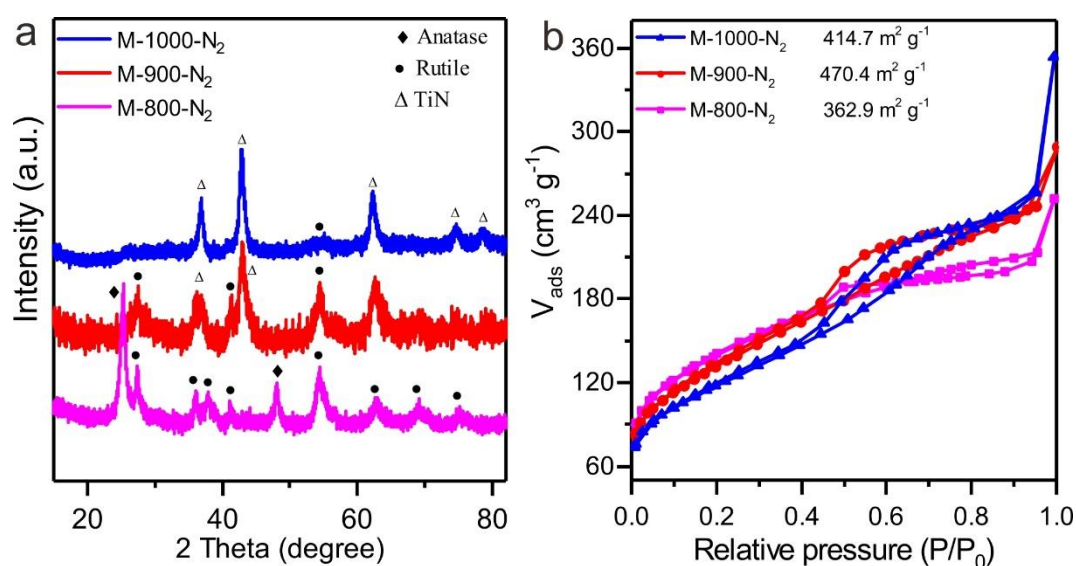 a
M-1000-N₂
M-900-N₂
M-800-N₂
♦ Anatase
● Rutile
Δ TiN
Intensity (a.u.)
20 40 60 80
2 Theta (degree)
b
M-1000-N₂ 414.7 m² g⁻¹
M-900-N₂ 470.4 m² g⁻¹
M-800-N₂ 362.9 m² g⁻¹
V_ads (cm³ g⁻¹)
360
300
240
180
120
60
0.0 0.2 0.4 0.6 0.8 1.0
Relative pressure (P/P₀)